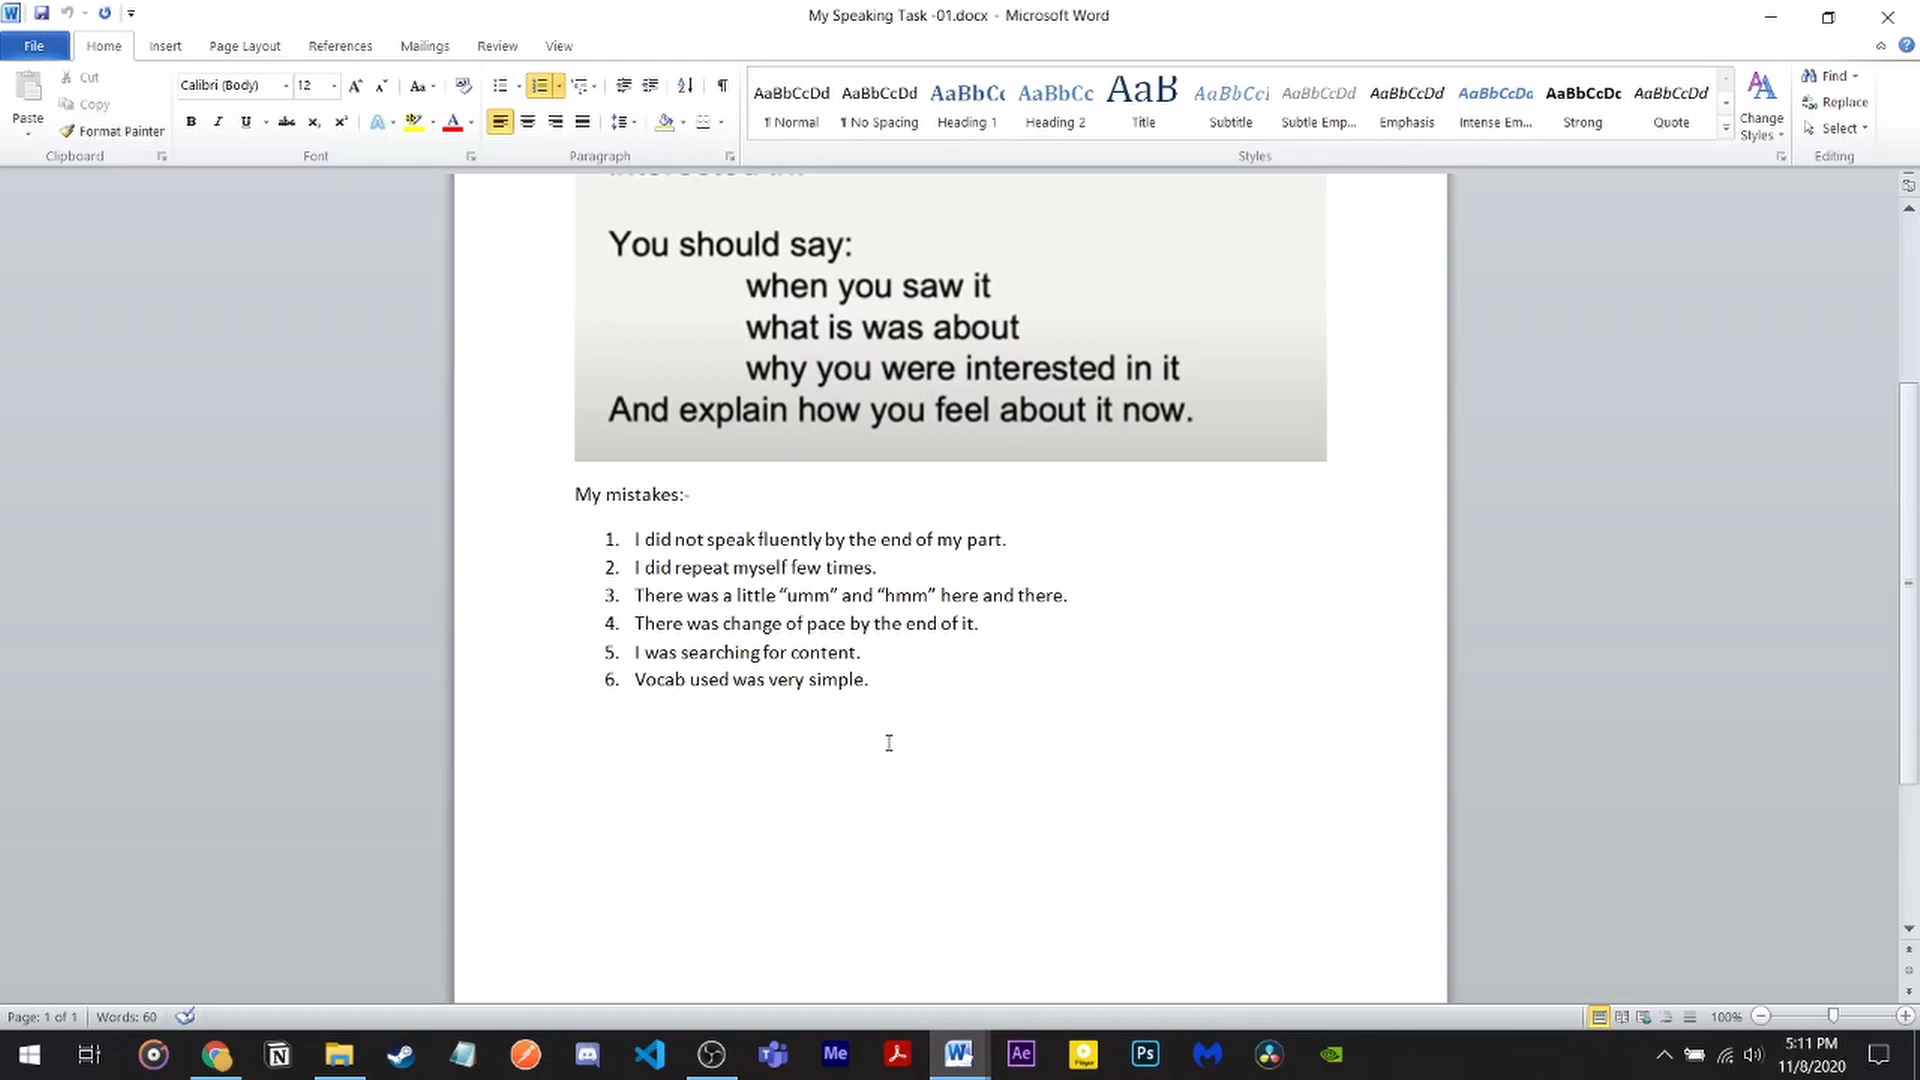 My Speaking Task -01.docx - Microsoft Word
File Home Insert Page Layout References Mailings Review View
Paste
Cut
Copy
Format Painter
Clipboard
Calibri (Body) 12
Font
Paragraph
AaBbCcDd AaBbCcDd AaBbCc AaBbCc AaB AaBbCcI AaBbCcDd AaBbCcDd AaBbCcDd AaBbCcDc AaBbCcDd
¶ Normal ¶ No Spacing Heading 1 Heading 2 Title Subtitle Subtle Emp... Emphasis Intense Em... Strong Quote
Styles
Change
Styles
Find
Replace
Select
Editing
You should say:
when you saw it
what is was about
why you were interested in it
And explain how you feel about it now.
My mistakes:-
1. I did not speak fluently by the end of my part.
2. I did repeat myself few times.
3. There was a little “umm” and “hmm” here and there.
4. There was change of pace by the end of it.
5. I was searching for content.
6. Vocab used was very simple.
Page: 1 of 1 Words: 60
100%
5:11 PM
11/8/2020